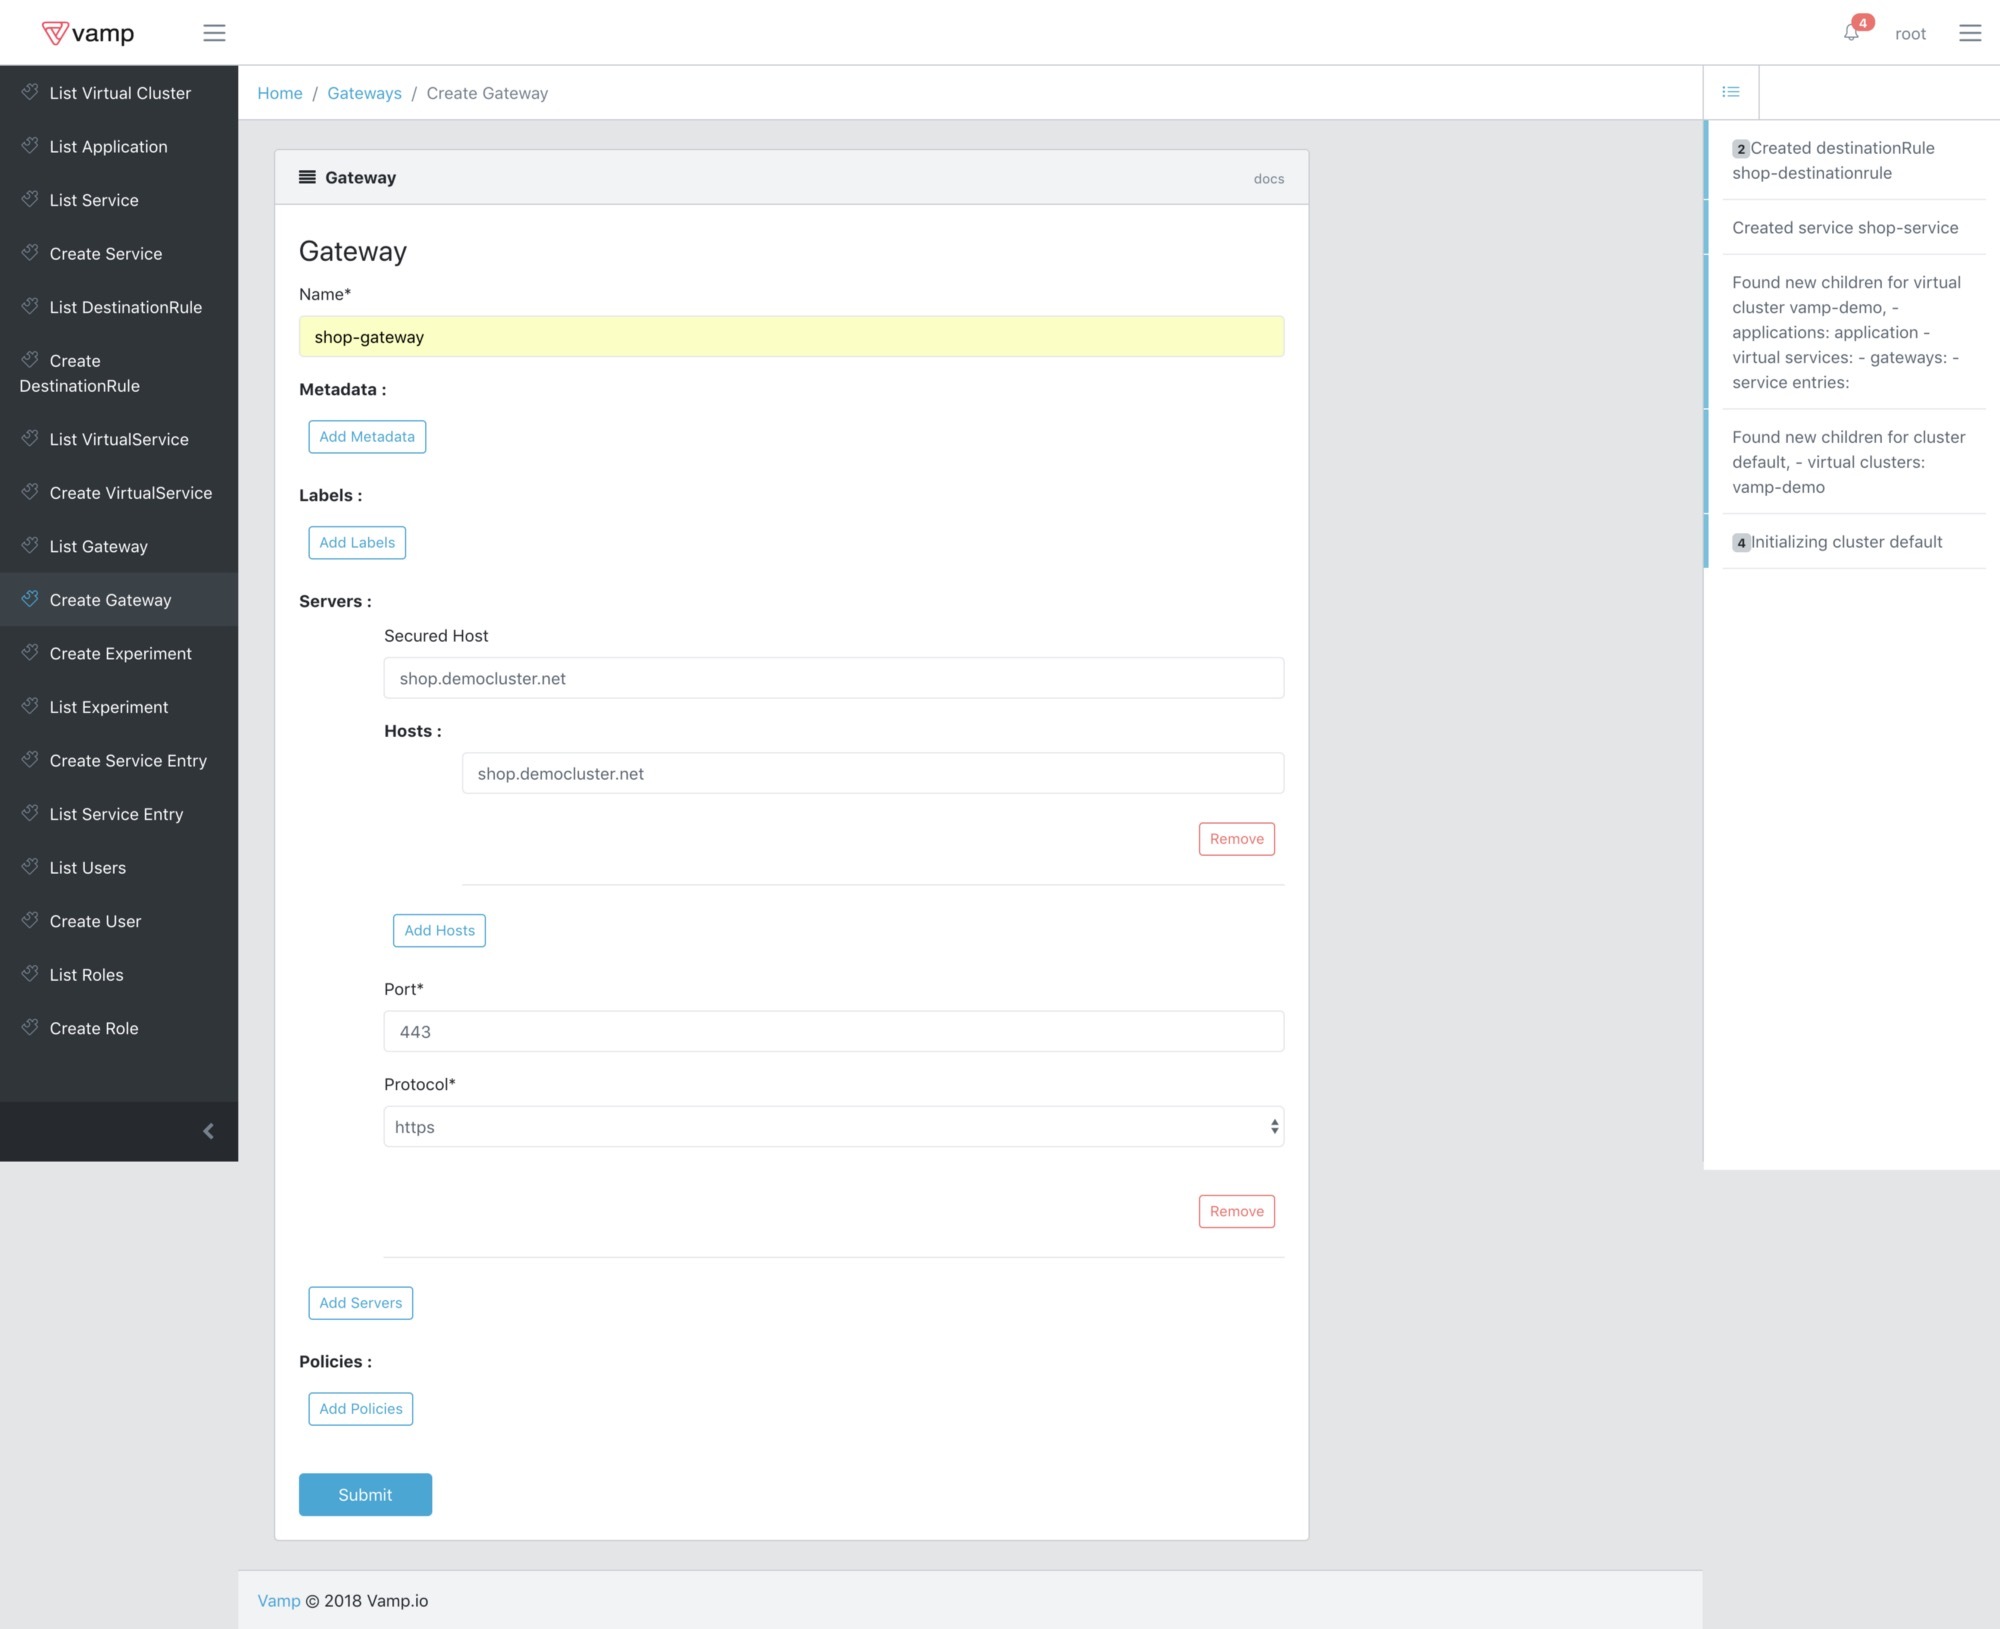 vamp
4
root
List Virtual Cluster
List Application
List Service
Create Service
List DestinationRule
Create
DestinationRule
List VirtualService
Create VirtualService
List Gateway
Create Gateway
Create Experiment
List Experiment
Create Service Entry
List Service Entry
List Users
Create User
List Roles
Create Role
Home / Gateways / Create Gateway
Gateway
docs
Gateway
Name*
shop-gateway
Metadata :
Add Metadata
Labels :
Add Labels
Servers :
Secured Host
shop.democluster.net
Hosts :
shop.democluster.net
Remove
Add Hosts
Port*
443
Protocol*
https
Remove
Add Servers
Policies :
Add Policies
Submit
2 Created destinationRule
shop-destinationrule
Created service shop-service
Found new children for virtual
cluster vamp-demo, -
applications: application -
virtual services: - gateways: -
service entries:
Found new children for cluster
default, - virtual clusters:
vamp-demo
4 Initializing cluster default
Vamp © 2018 Vamp.io